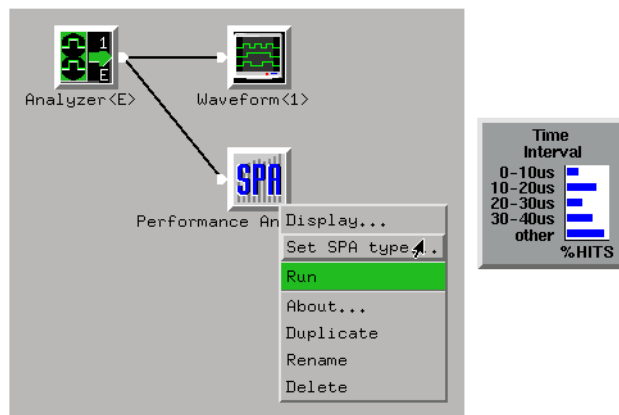 1
E
Analyzer<E>
Waveform<1>
SPA
Performance An
Display...
Set SPA type...
Run
About...
Duplicate
Rename
Delete
Time
Interval
0-10us
10-20us
20-30us
30-40us
other
%HITS